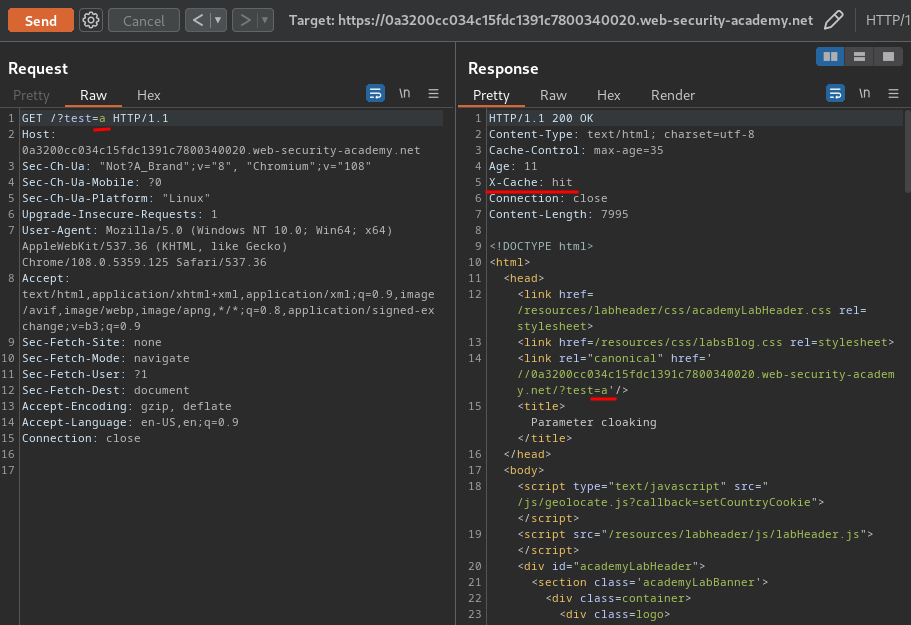 Send Cancel < ▼ > ▼ Target: https://0a3200cc034c15fdc1391c7800340020.web-security-academy.net HTTP/1
Request
Pretty Raw Hex \n
1 GET /?test=a HTTP/1.1
2 Host:
0a3200cc034c15fdc1391c7800340020.web-security-academy.net
3 Sec-Ch-Ua: "Not?A_Brand";v="8", "Chromium";v="108"
4 Sec-Ch-Ua-Mobile: ?0
5 Sec-Ch-Ua-Platform: "Linux"
6 Upgrade-Insecure-Requests: 1
7 User-Agent: Mozilla/5.0 (Windows NT 10.0; Win64; x64)
AppleWebKit/537.36 (KHTML, like Gecko)
Chrome/108.0.5359.125 Safari/537.36
8 Accept:
text/html,application/xhtml+xml,application/xml;q=0.9,image
/avif,image/webp,image/apng,*/*;q=0.8,application/signed-ex
change;v=b3;q=0.9
9 Sec-Fetch-Site: none
10 Sec-Fetch-Mode: navigate
11 Sec-Fetch-User: ?1
12 Sec-Fetch-Dest: document
13 Accept-Encoding: gzip, deflate
14 Accept-Language: en-US,en;q=0.9
15 Connection: close
16
17
Response
Pretty Raw Hex Render \n
1 HTTP/1.1 200 OK
2 Content-Type: text/html; charset=utf-8
3 Cache-Control: max-age=35
4 Age: 11
5 X-Cache: hit
6 Connection: close
7 Content-Length: 7995
8
9 <!DOCTYPE html>
10 <html>
11 <head>
12 <link href=
/resources/labheader/css/academyLabHeader.css rel=
stylesheet>
13 <link href=/resources/css/labsBlog.css rel=stylesheet>
14 <link rel="canonical" href='
//0a3200cc034c15fdc1391c7800340020.web-security-academ
y.net/?test=a'/>
15 <title>
Parameter cloaking
</title>
16 </head>
17 <body>
18 <script type="text/javascript" src="
/js/geolocate.js?callback=setCountryCookie">
</script>
19 <script src="/resources/labheader/js/labHeader.js">
</script>
20 <div id="academyLabHeader">
21 <section class='academyLabBanner'>
22 <div class=container>
23 <div class=logo>